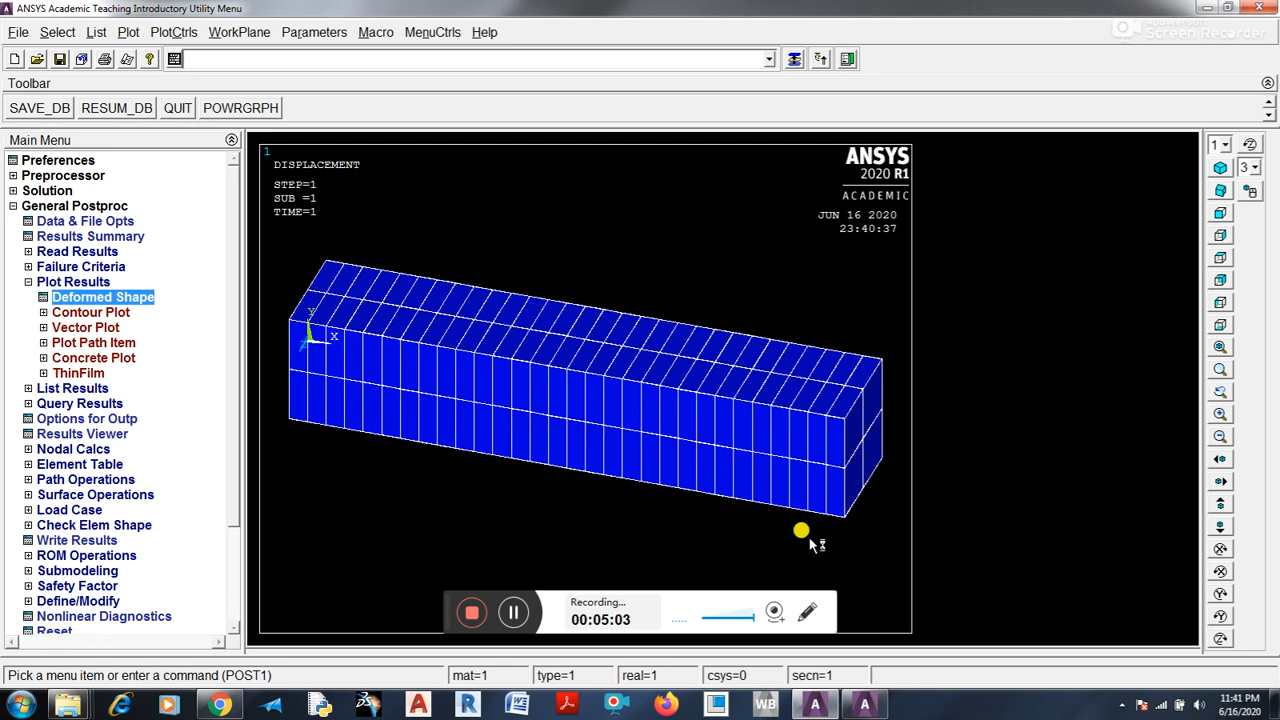 ANSYS Academic Teaching Introductory Utility Menu
File Select List Plot PlotCtrls WorkPlane Parameters Macro MenuCtrls Help
Apowersoft
Screen Recorder
Toolbar
SAVE_DB RESUM_DB QUIT POWRGRPH
Main Menu
Preferences
Preprocessor
Solution
General Postproc
Data & File Opts
Results Summary
Read Results
Failure Criteria
Plot Results
Deformed Shape
Contour Plot
Vector Plot
Plot Path Item
Concrete Plot
ThinFilm
List Results
Query Results
Options for Outp
Results Viewer
Nodal Calcs
Element Table
Path Operations
Surface Operations
Load Case
Check Elem Shape
Write Results
ROM Operations
Submodeling
Safety Factor
Define/Modify
Nonlinear Diagnostics
Reset
1
DISPLACEMENT
STEP=1
SUB =1
TIME=1
ANSYS
2020 R1
ACADEMIC
JUN 16 2020
23:40:37
Y
X
Z
1
3
Recording...
00:05:03
Pick a menu item or enter a command (POST1) mat=1 type=1 real=1 csys=0 secn=1
WB
11:41 PM
6/16/2020